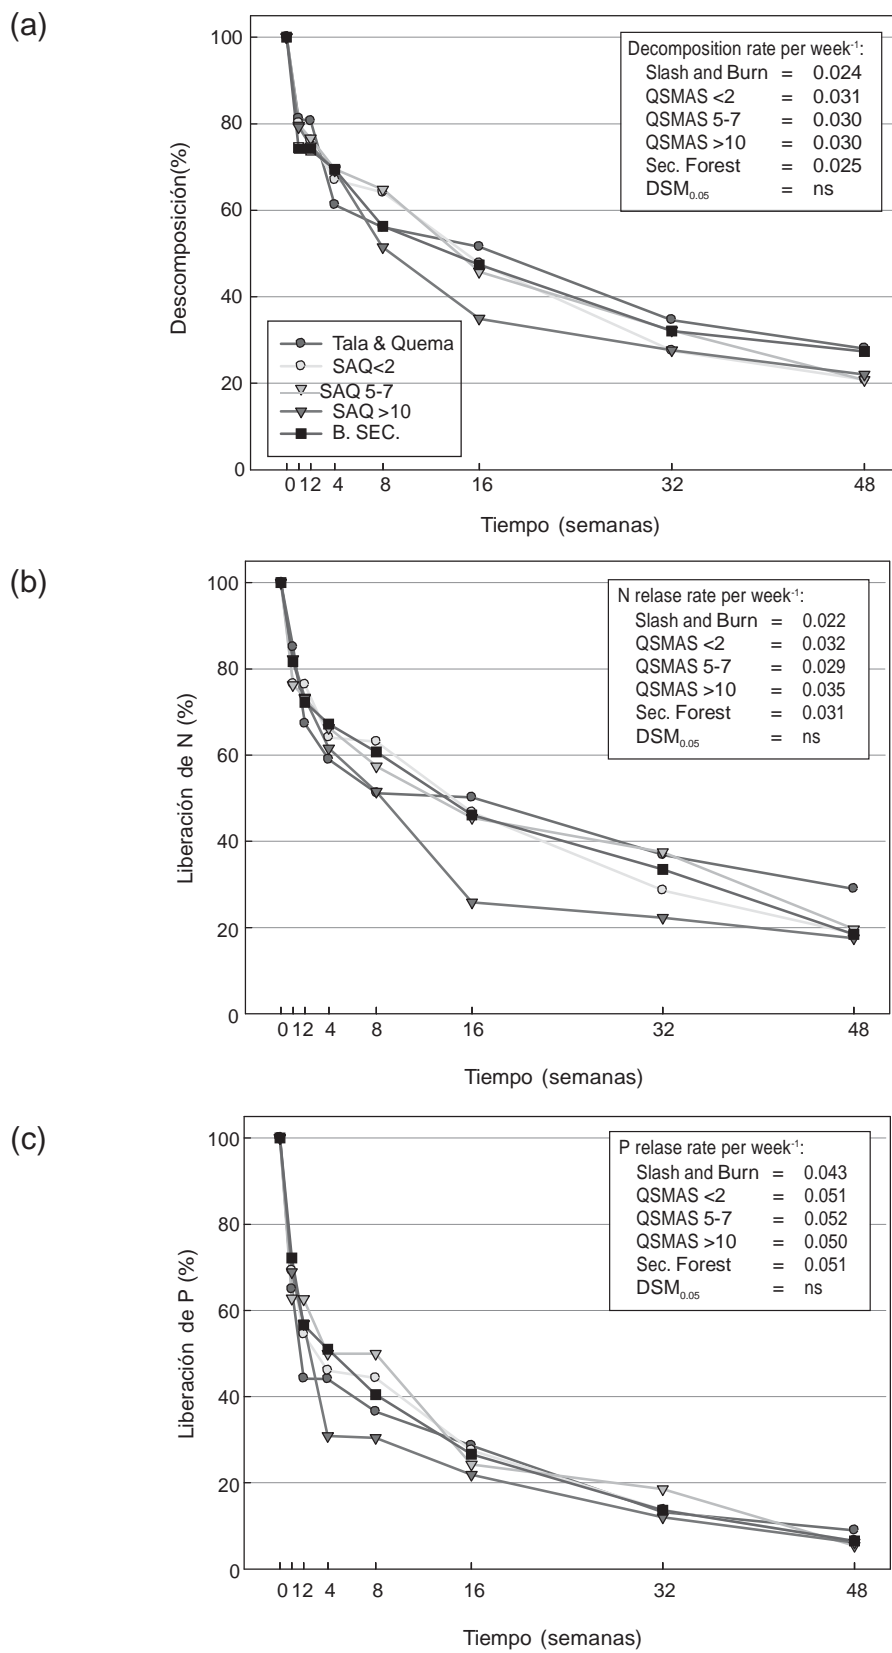 (a)
Descomposición(%)
100
80
60
40
20
0
Decomposition rate per week-1:
Slash and Burn = 0.024
QSMAS <2 = 0.031
QSMAS 5-7 = 0.030
QSMAS >10 = 0.030
Sec. Forest = 0.025
DSM0.05 = ns
Tala & Quema
SAQ<2
SAQ 5-7
SAQ >10
B. SEC.
0 1 2 4 8 16 32 48
Tiempo (semanas)
(b)
Liberación de N (%)
100
80
60
40
20
0
N relase rate per week-1:
Slash and Burn = 0.022
QSMAS <2 = 0.032
QSMAS 5-7 = 0.029
QSMAS >10 = 0.035
Sec. Forest = 0.031
DSM0.05 = ns
0 1 2 4 8 16 32 48
Tiempo (semanas)
(c)
Liberación de P (%)
100
80
60
40
20
0
P relase rate per week-1:
Slash and Burn = 0.043
QSMAS <2 = 0.051
QSMAS 5-7 = 0.052
QSMAS >10 = 0.050
Sec. Forest = 0.051
DSM0.05 = ns
0 1 2 4 8 16 32 48
Tiempo (semanas)